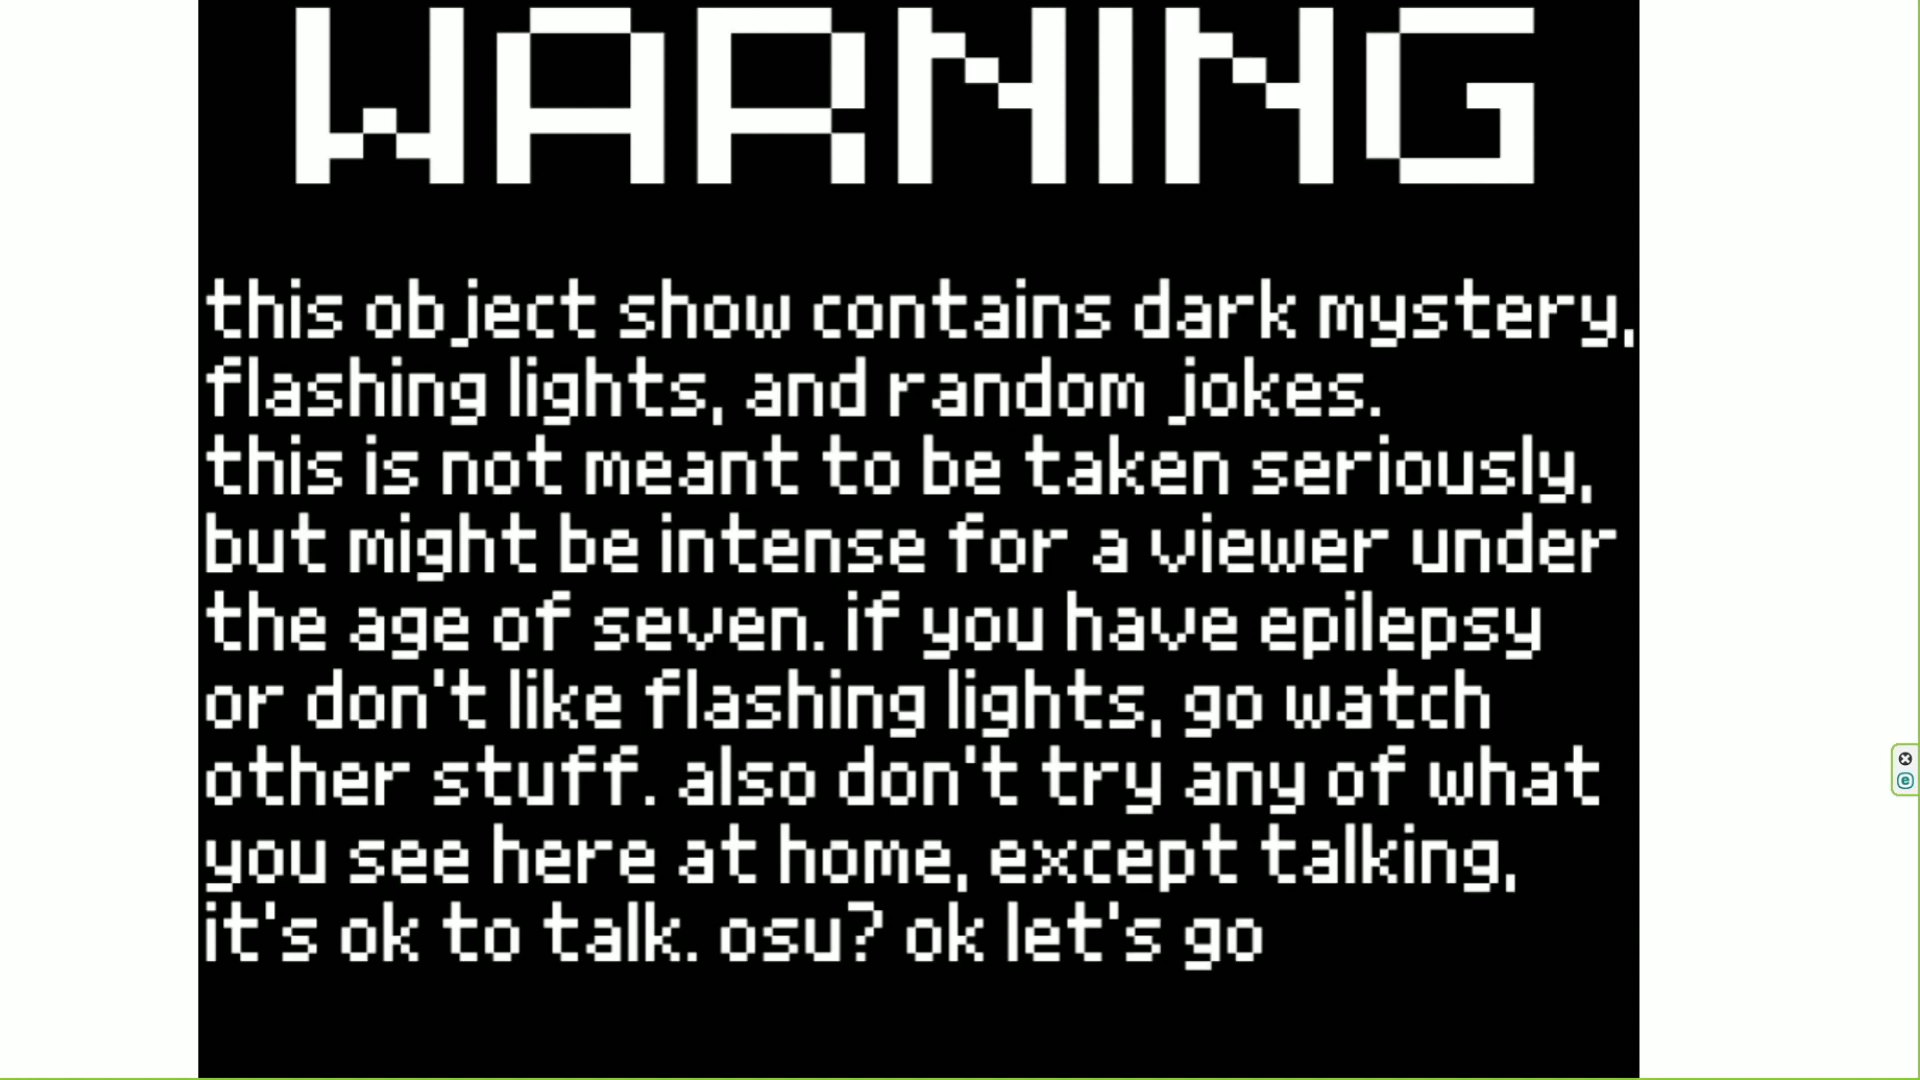 WARNING
this object show contains dark mystery,
flashing lights, and random jokes.
this is not meant to be taken seriously,
but might be intense for a viewer under
the age of seven. if you have epilepsy
or don't like flashing lights, go watch
other stuff. also don't try any of what
you see here at home, except talking,
it's ok to talk. osu? ok let's go
e